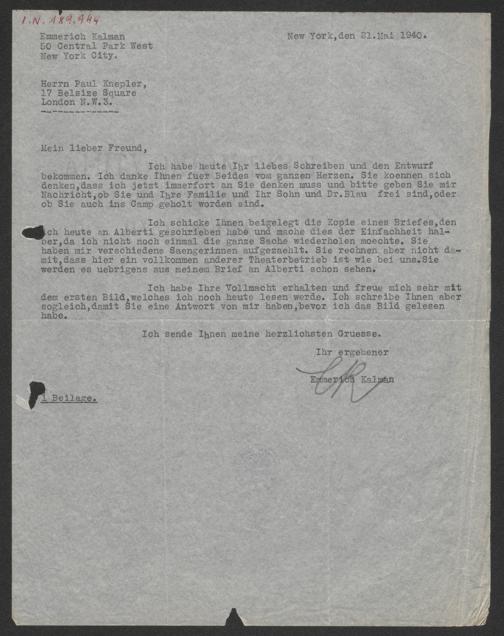 I.N. 189.944
Emmerich Kalman
50 Central Park West
New York City.
New York,den 21.Mai 1940.
Herrn Paul Knepler,
17 Belsize Square
London N.W.3.
Mein lieber Freund,
Ich habe heute Ihr liebes Schreiben und den Entwurf
bekommen. Ich danke Ihnen fuer Beides vom ganzen Herzen. Sie koennen sich
denken,dass ich jetzt immerfort an Sie denken muss und bitte geben Sie mir
Nachricht,ob Sie und Ihre Familie und Ihr Sohn und Dr.Blau frei sind,oder
ob Sie auch ins Camp geholt worden sind.
Ich schicke Ihnen beigelegt die Kopie eines Briefes,den
ich heute an Alberti geschrieben habe und mache dies der Einfachheit hal-
ber,da ich nicht noch einmal die ganze Sache wiederholen moechte. Sie
haben mir verschiedene Saengerinnen aufgezaehlt. Sie rechnen aber nicht da-
mit,dass hier ein vollkommen anderer Theaterbetrieb ist wie bei uns.Sie
werden es uebrigens aus meinem Brief an Alberti schon sehen.
Ich habe Ihre Vollmacht erhalten und freue mich sehr mit
dem ersten Bild,welches ich noch heute lesen werde. Ich schreibe Ihnen aber
sogleich,damit Sie eine Antwort von mir haben,bevor ich das Bild gelesen
habe.
Ich sende Ihnen meine herzlichsten Gruesse.
Ihr ergebener
Emmerich Kalman
1 Beilage.